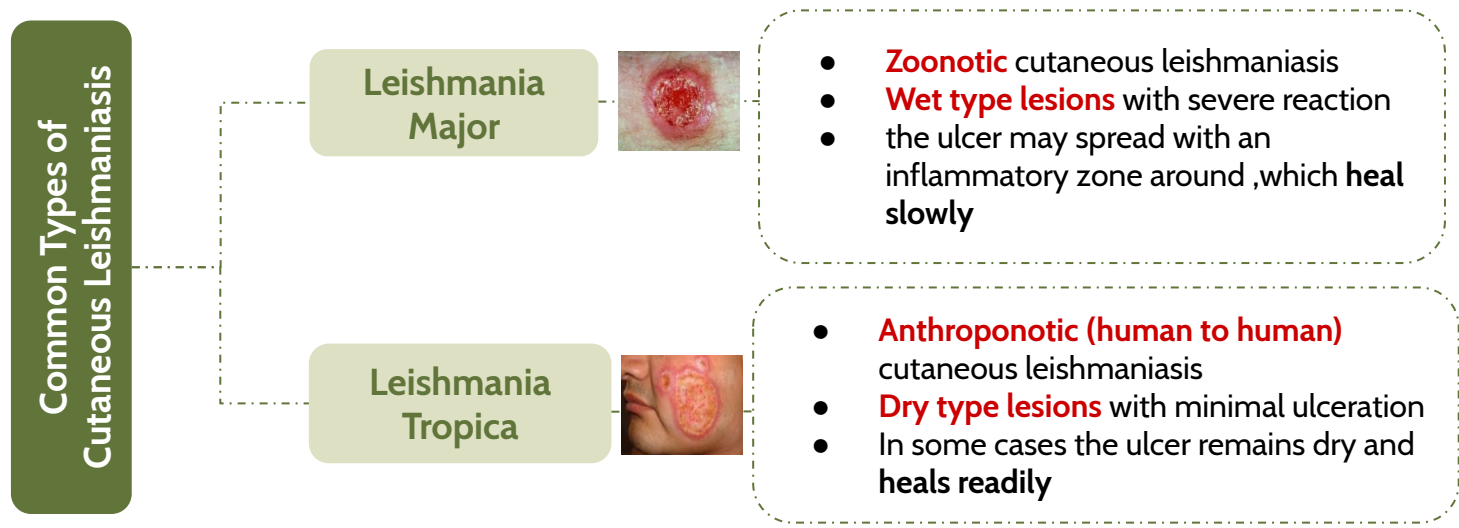 Common Types of
Cutaneous Leishmaniasis
Leishmania
Major
● Zoonotic cutaneous leishmaniasis
● Wet type lesions with severe reaction
● the ulcer may spread with an
inflammatory zone around ,which heal
slowly
Leishmania
Tropica
● Anthroponotic (human to human)
cutaneous leishmaniasis
● Dry type lesions with minimal ulceration
● In some cases the ulcer remains dry and
heals readily